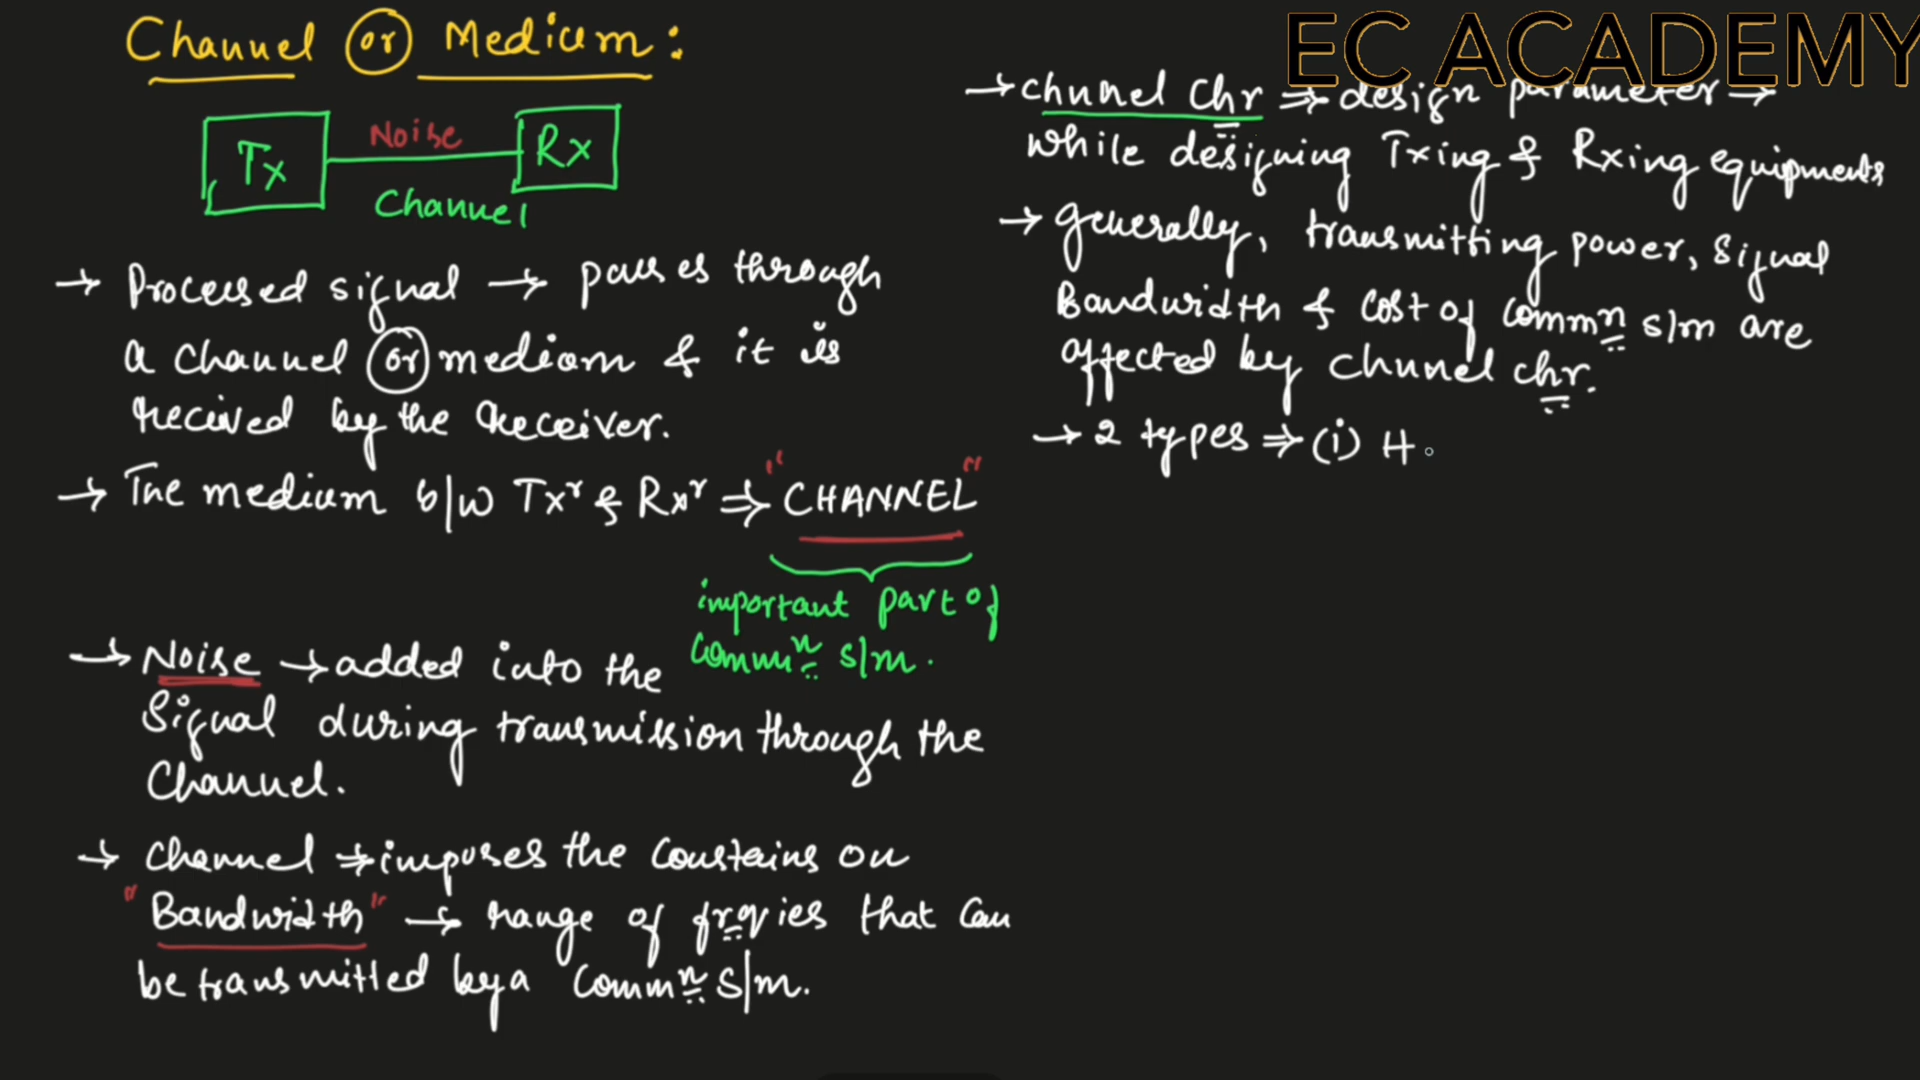 Channel or Medium:
EC ACADEMY
Tx Noise Rx
Channel
→ Processed signal → passes through
a channel or medium & it is
recived by the receiver.
→ The medium b/w Txr & Rxr ⇒ "CHANNEL"
important part of
Commn s/m.
→ Noise → added into the
Signal during transmission through the
Channel.
→ Channel ⇒ imposes the constrains on
"Bandwidth" → range of frqies that can
be transmitted by a Commn S/m.
→ chunel Chr ⇒ design parameter →
while designing Txing & Rxing equipments
→ generally, transmitting power, signal
Bandwidth & cost of commn s/m are
affected by chunel chr.
→ 2 types ⇒ (i) H